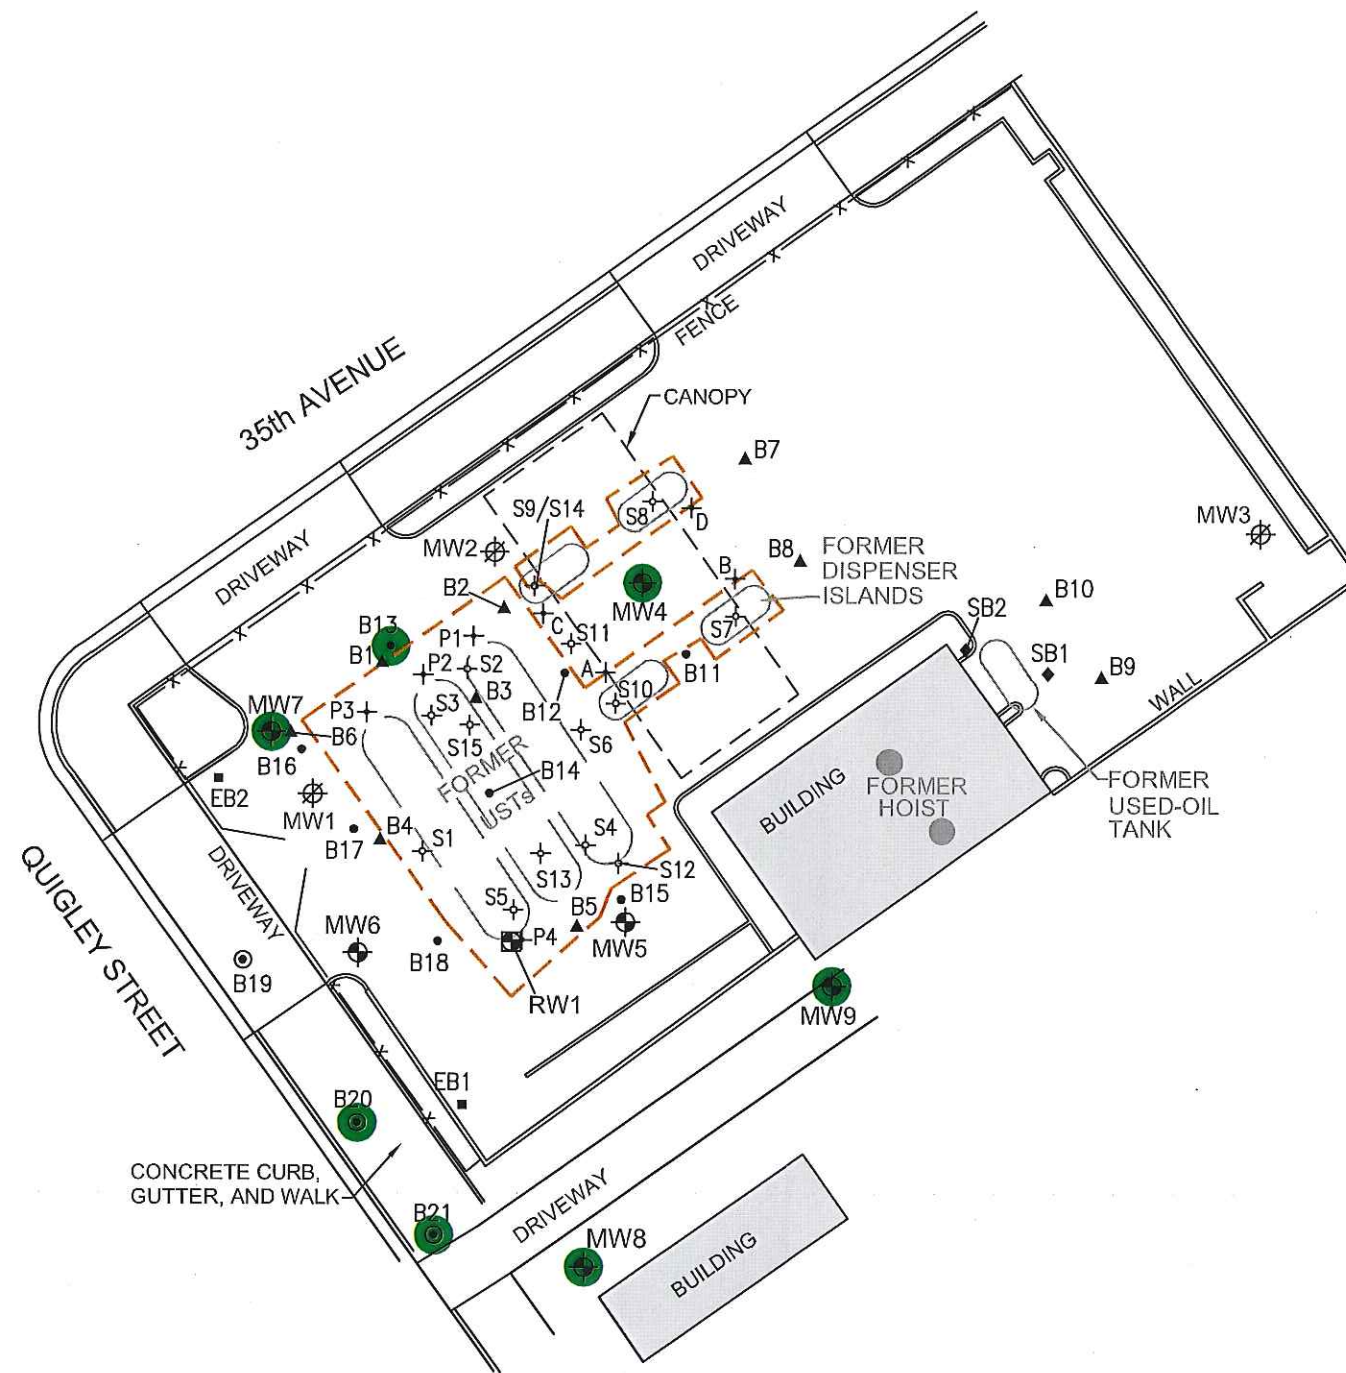 DRIVEWAY
FENCE
35th AVENUE
CANOPY
B7
S9/S14
S8
D
MW3
MW2
DRIVEWAY
B8
FORMER
DISPENSER
ISLANDS
B
B2
MW4
B10
C
S7
SB2
B13
P1
S11
B1
P2
S2
A
B11
SB1
B9
B3
S10
WALL
MW7
P3
S3
B12
B6
S15
S6
B16
FORMER
USTs
B14
BUILDING
FORMER
HOIST
FORMER
USED-OIL
TANK
EB2
MW1
B17
B4
S1
S4
DRIVEWAY
S13
S12
QUIGLEY STREET
B15
S5
B5
MW5
MW6
P4
B18
B19
RW1
MW9
EB1
B20
CONCRETE CURB,
GUTTER, AND WALK
DRIVEWAY
B21
MW8
BUILDING